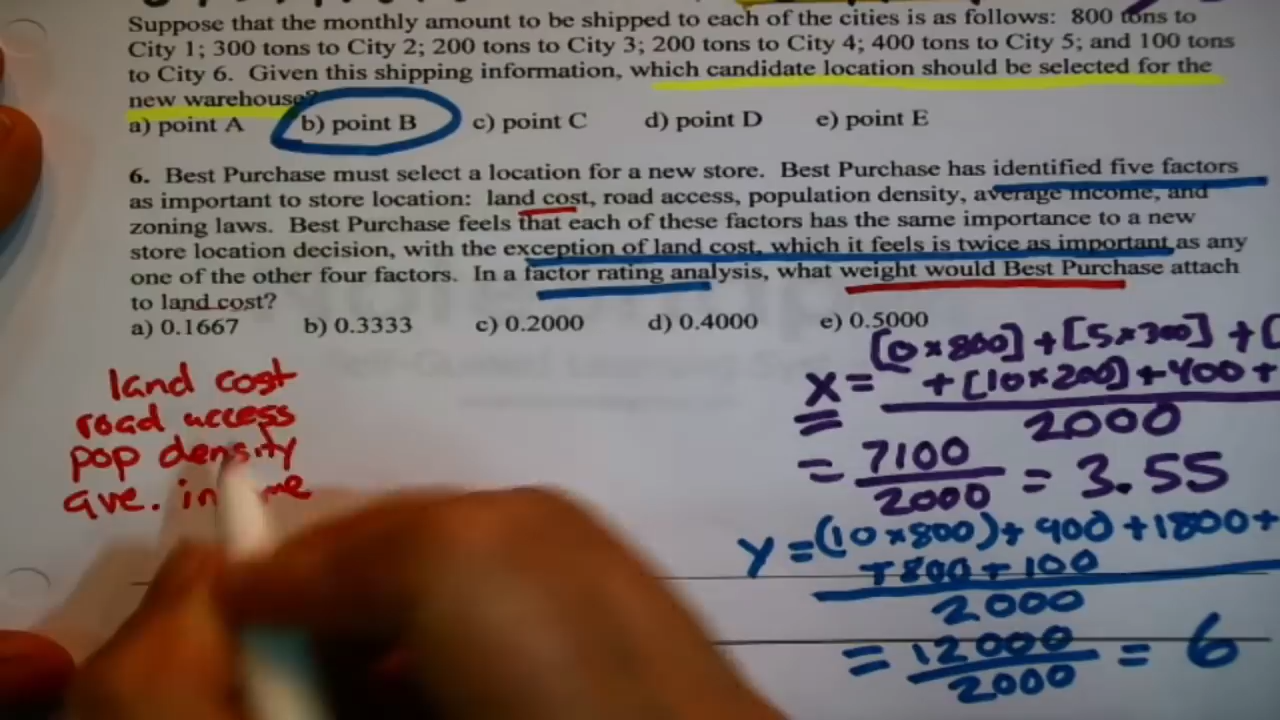 Suppose that the monthly amount to be shipped to each of the cities is as follows: 800 tons to
City 1; 300 tons to City 2; 200 tons to City 3; 200 tons to City 4; 400 tons to City 5; and 100 tons
to City 6. Given this shipping information, which candidate location should be selected for the
new warehouse?
a) point A b) point B c) point C d) point D e) point E
6. Best Purchase must select a location for a new store. Best Purchase has identified five factors
as important to store location: land cost, road access, population density, average income, and
zoning laws. Best Purchase feels that each of these factors has the same importance to a new
store location decision, with the exception of land cost, which it feels is twice as important as any
one of the other four factors. In a factor rating analysis, what weight would Best Purchase attach
to land cost?
a) 0.1667 b) 0.3333 c) 0.2000 d) 0.4000 e) 0.5000
land cost
road access
pop density
ave.
[0×800]+[5×300]+[
X= +[10×200]+400+
2000
= 7100
2000
= 3.55
Y=(10×800)+900+1800+
+800+100
2000
= 12000
2000
= 6